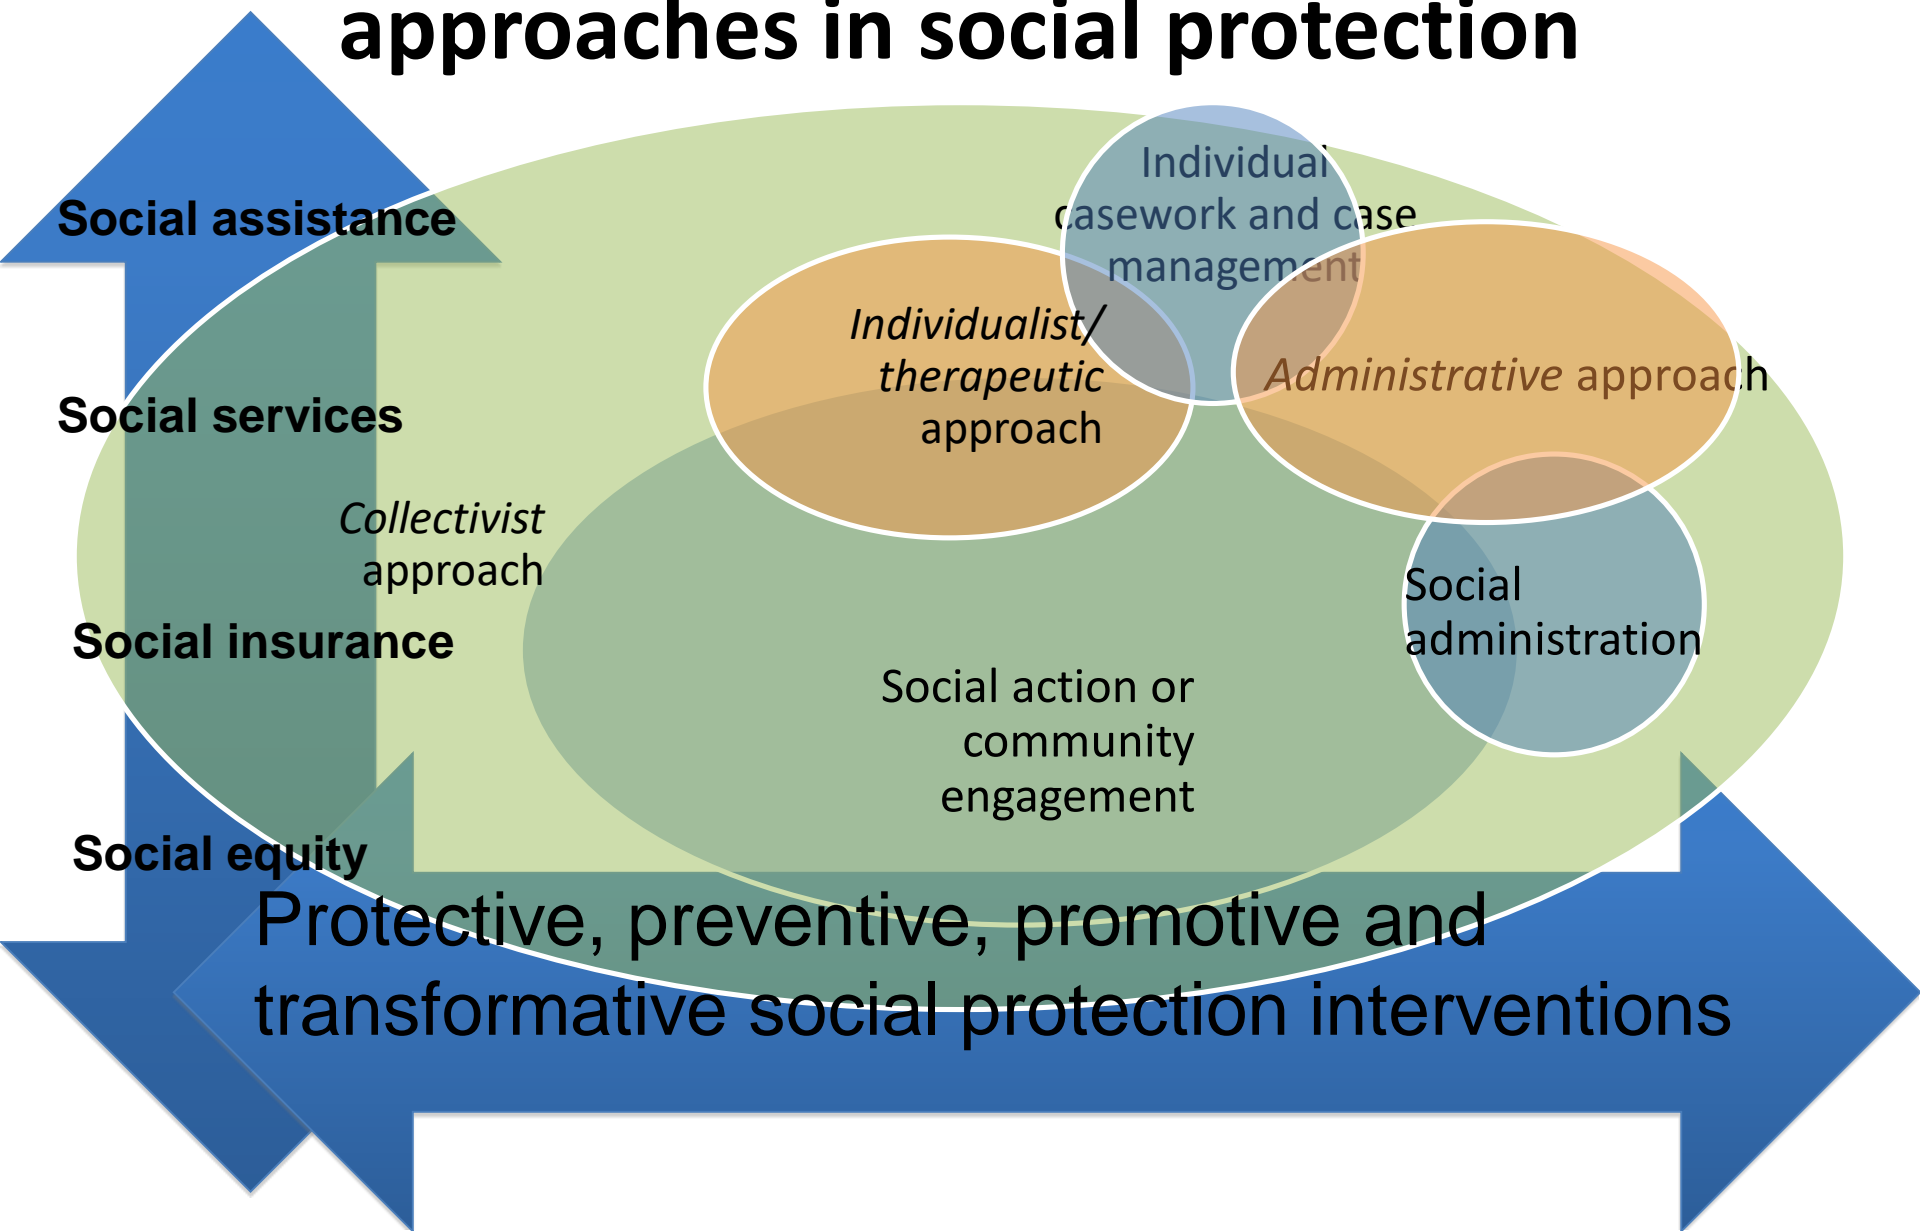 approaches in social protection
Individual
casework and case
management
Social assistance
Individualist/
therapeutic
approach
Administrative approach
Social services
Collectivist
approach
Social
administration
Social insurance
Social action or
community
engagement
Social equity
Protective, preventive, promotive and
transformative social protection interventions